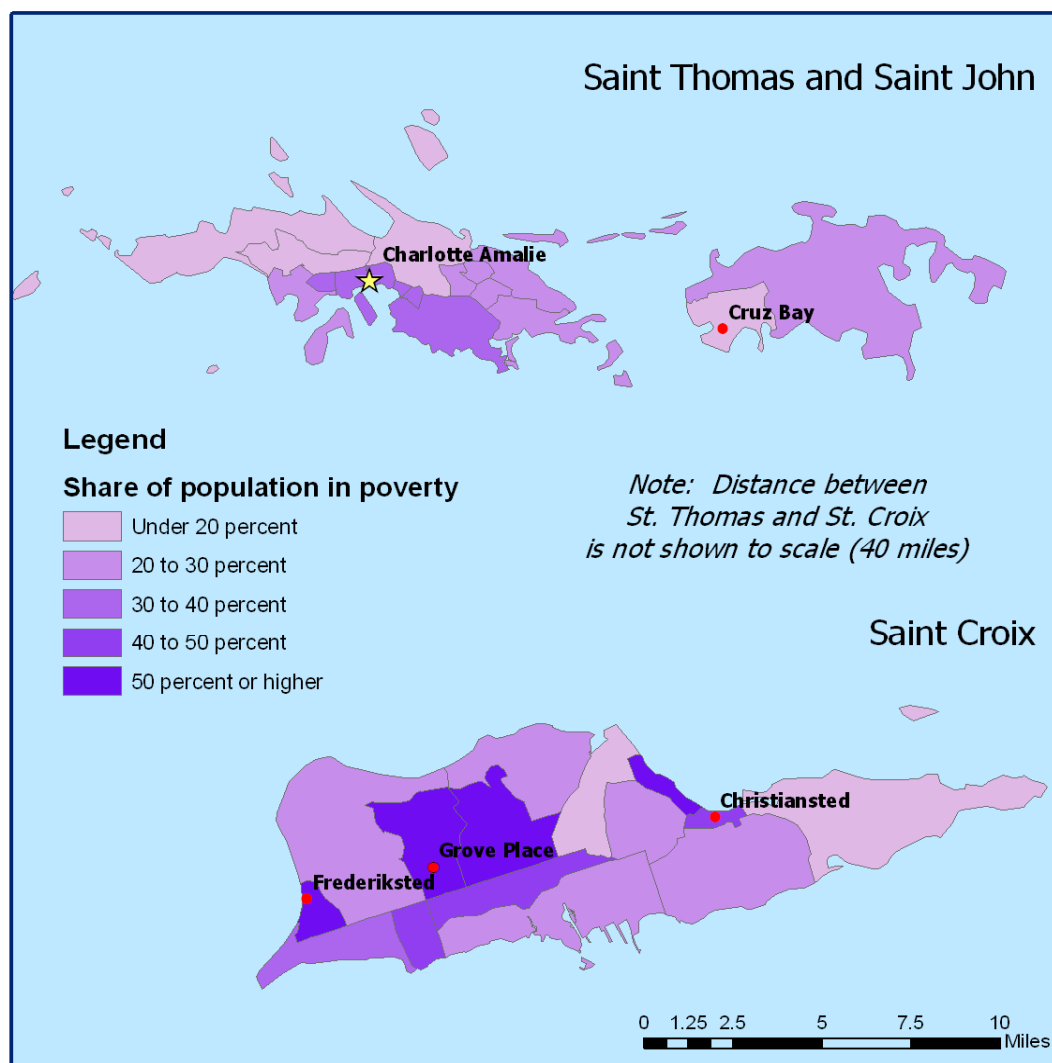 Saint Thomas and Saint John
Charlotte Amalie
Cruz Bay
Legend
Share of population in poverty
Under 20 percent
20 to 30 percent
30 to 40 percent
40 to 50 percent
50 percent or higher
Note: Distance between
St. Thomas and St. Croix
is not shown to scale (40 miles)
Saint Croix
Christiansted
Grove Place
Frederiksted
0 1.25 2.5 5 7.5 10
Miles